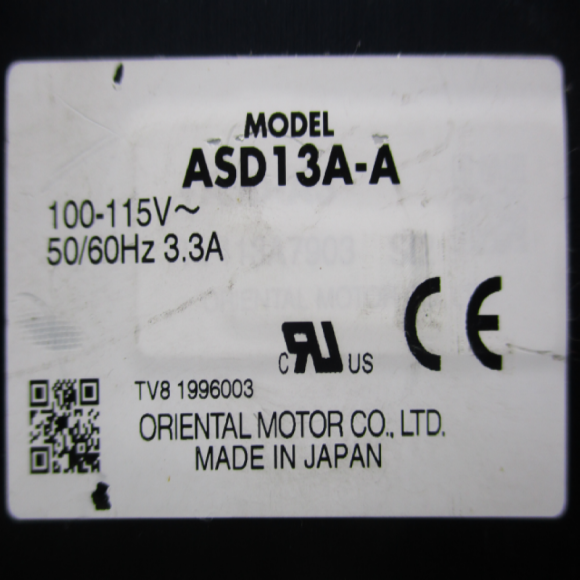 MODEL
ASD13A-A
100-115V~
50/60Hz 3.3A
C RU US CE
TV8 1996003
ORIENTAL MOTOR CO., LTD.
MADE IN JAPAN